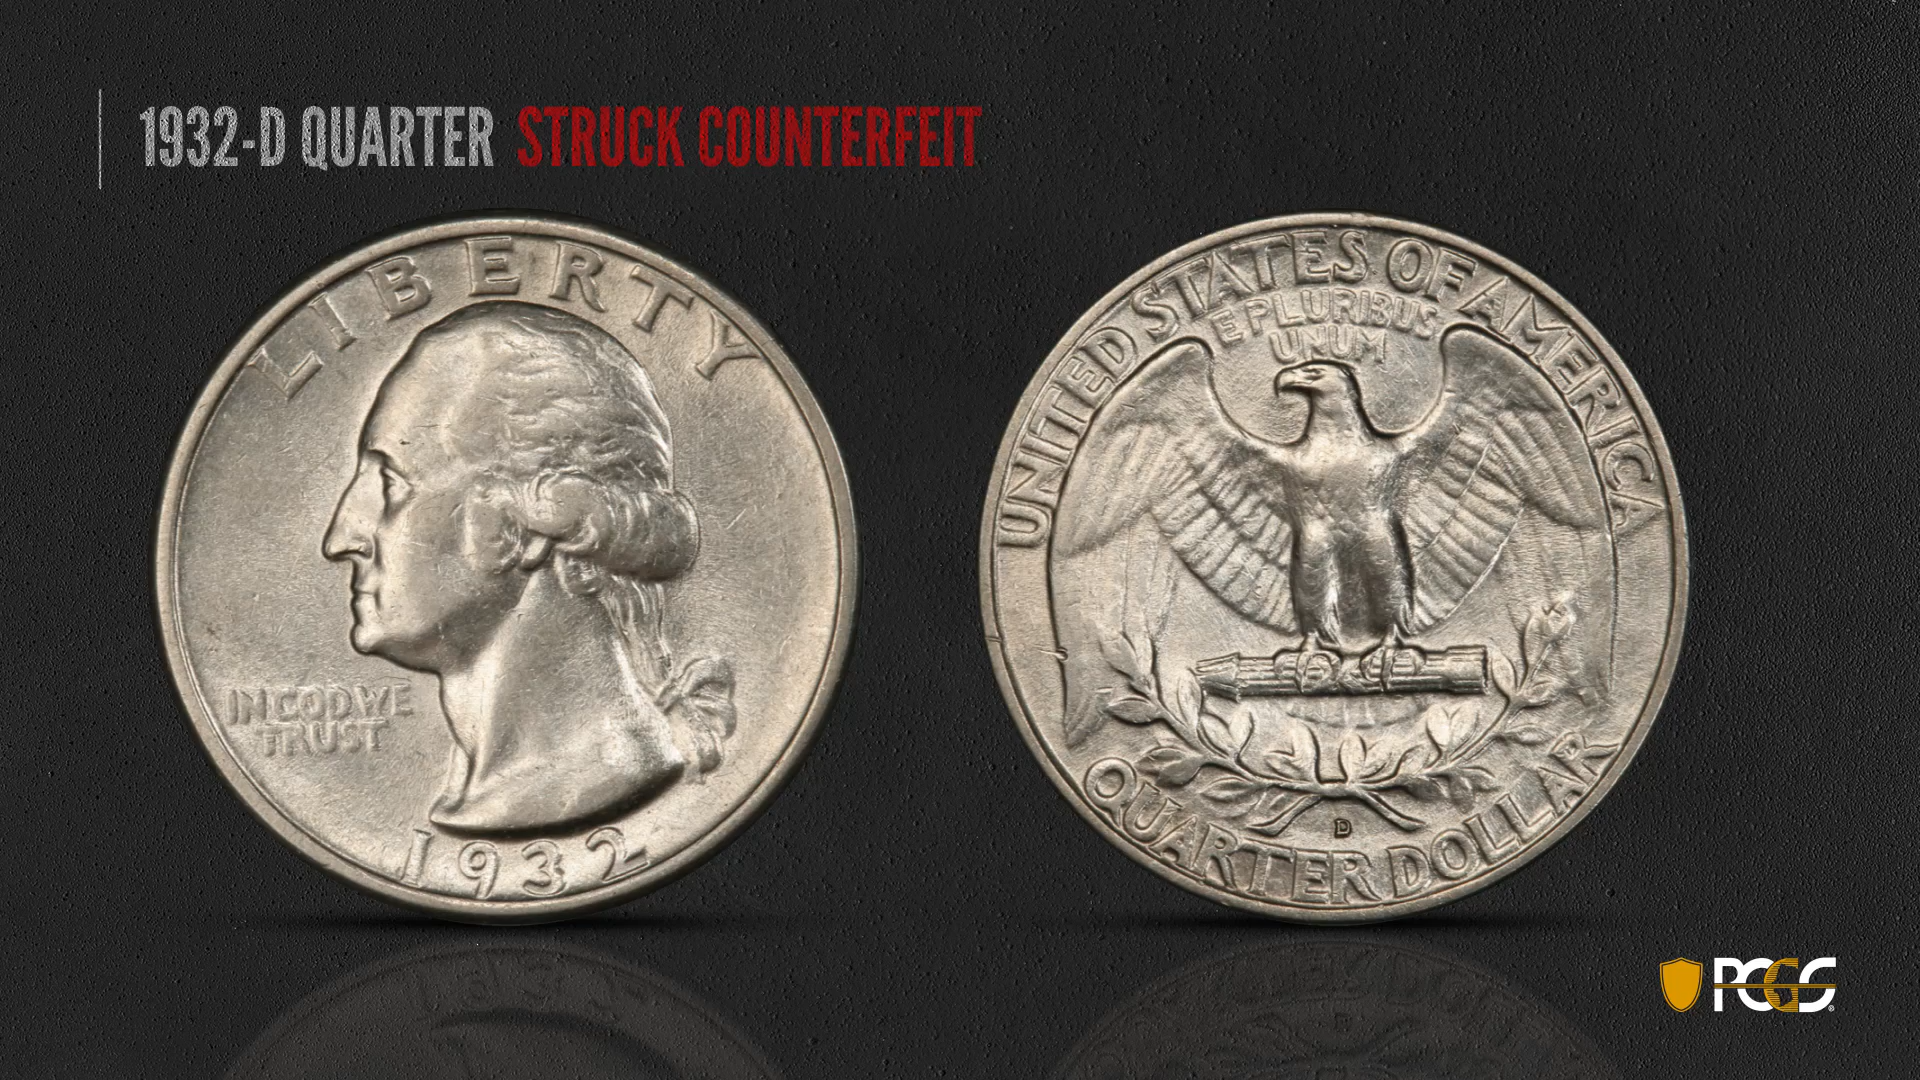 1932-D QUARTER STRUCK COUNTERFEIT
LIBERTY
IN GOD WE
TRUST
1932
UNITED STATES OF AMERICA
E PLURIBUS
UNUM
D
QUARTER DOLLAR
PCGS